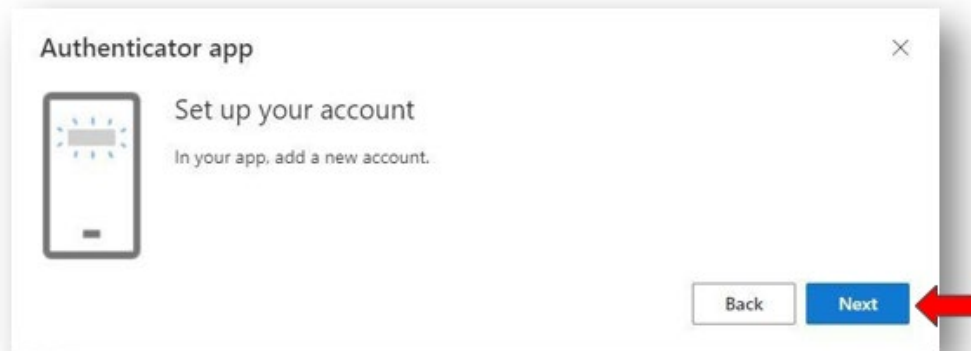 Authenticator app
Set up your account
In your app, add a new account.
Back
Next